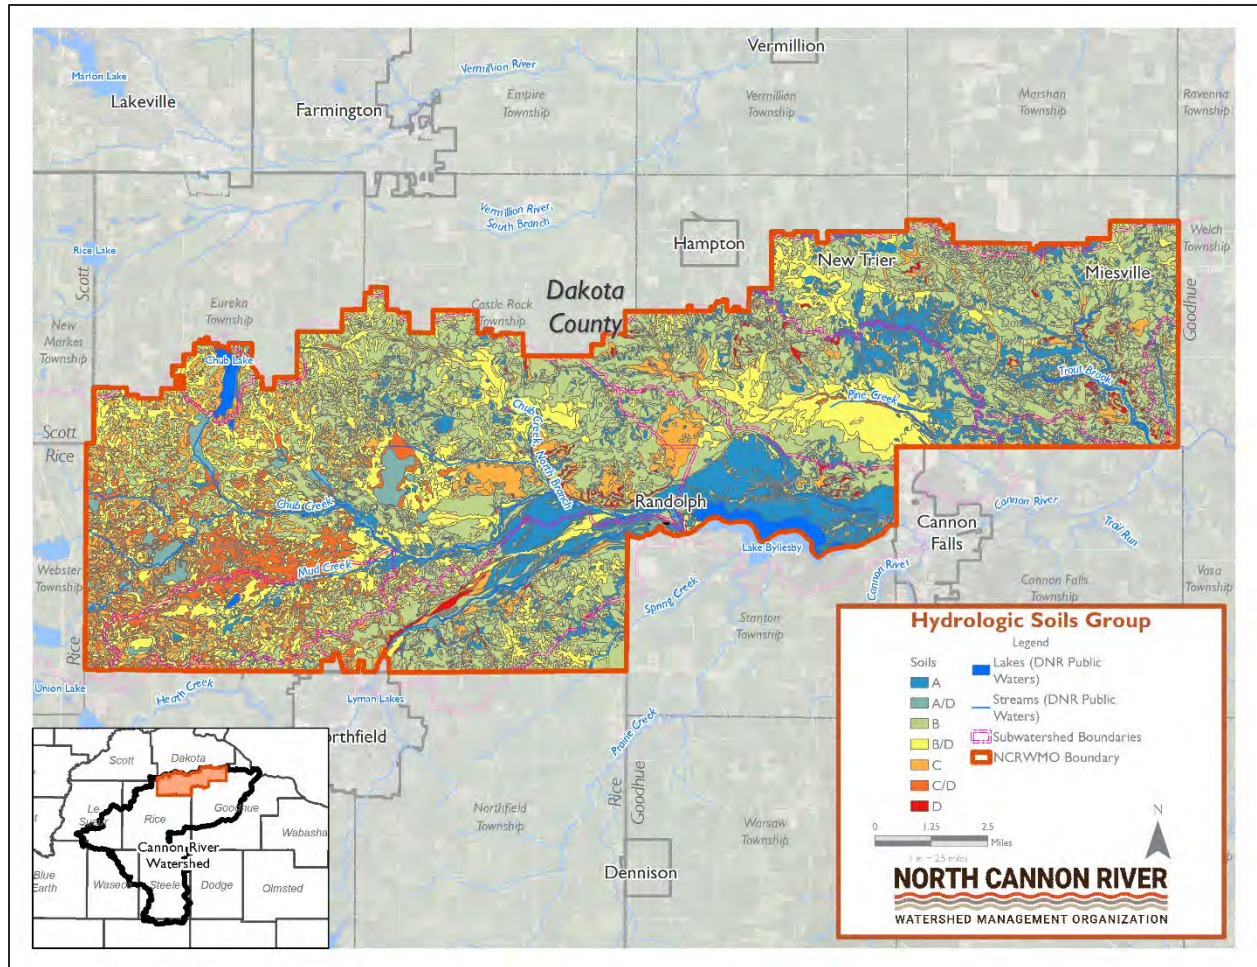 Vermillion
Marion Lake
Vermillion River
Lakeville
Farmington
Empire
Township
Vermillion
Township
Marshan
Township
Ravenna
Township
Vermillion River,
South Branch
Hampton
Rice Lake
Scott
New Trier
Welch
Township
Miesville
Dakota
County
Eureka
Township
Castle Rock
Township
Goodhue
New
Market
Township
Chub Lake
Trout Brook
Pine Creek
Chub Creek, North Branch
Scott
Rice
Randolph
Chub Creek
Cannon River
Cannon
Falls
Trail Run
Lake Byllesby
Mud Creek
Webster
Township
Spring Creek
Cannon River
Cannon Falls
Township
Vasa
Township
Stanton
Township
Rice
Union Lake
Heath Creek
Lyman Lakes
rthfield
Prairie Creek
Rice
Goodhue
Northfield
Township
Warsaw
Township
Dennison
Hydrologic Soils Group
Legend
Soils
A
A/D
B
B/D
C
C/D
D
Lakes (DNR Public
Waters)
Streams (DNR Public
Waters)
Subwatershed Boundaries
NCRWMO Boundary
N
0 1.25 2.5
Miles
1 in = 2.5 miles
NORTH CANNON RIVER
WATERSHED MANAGEMENT ORGANIZATION
Scott
Dakota
Le
Sueur
Rice
Goodhue
Wabasha
Cannon River
Watershed
Blue
Earth
Waseca
Steele
Dodge
Olmsted